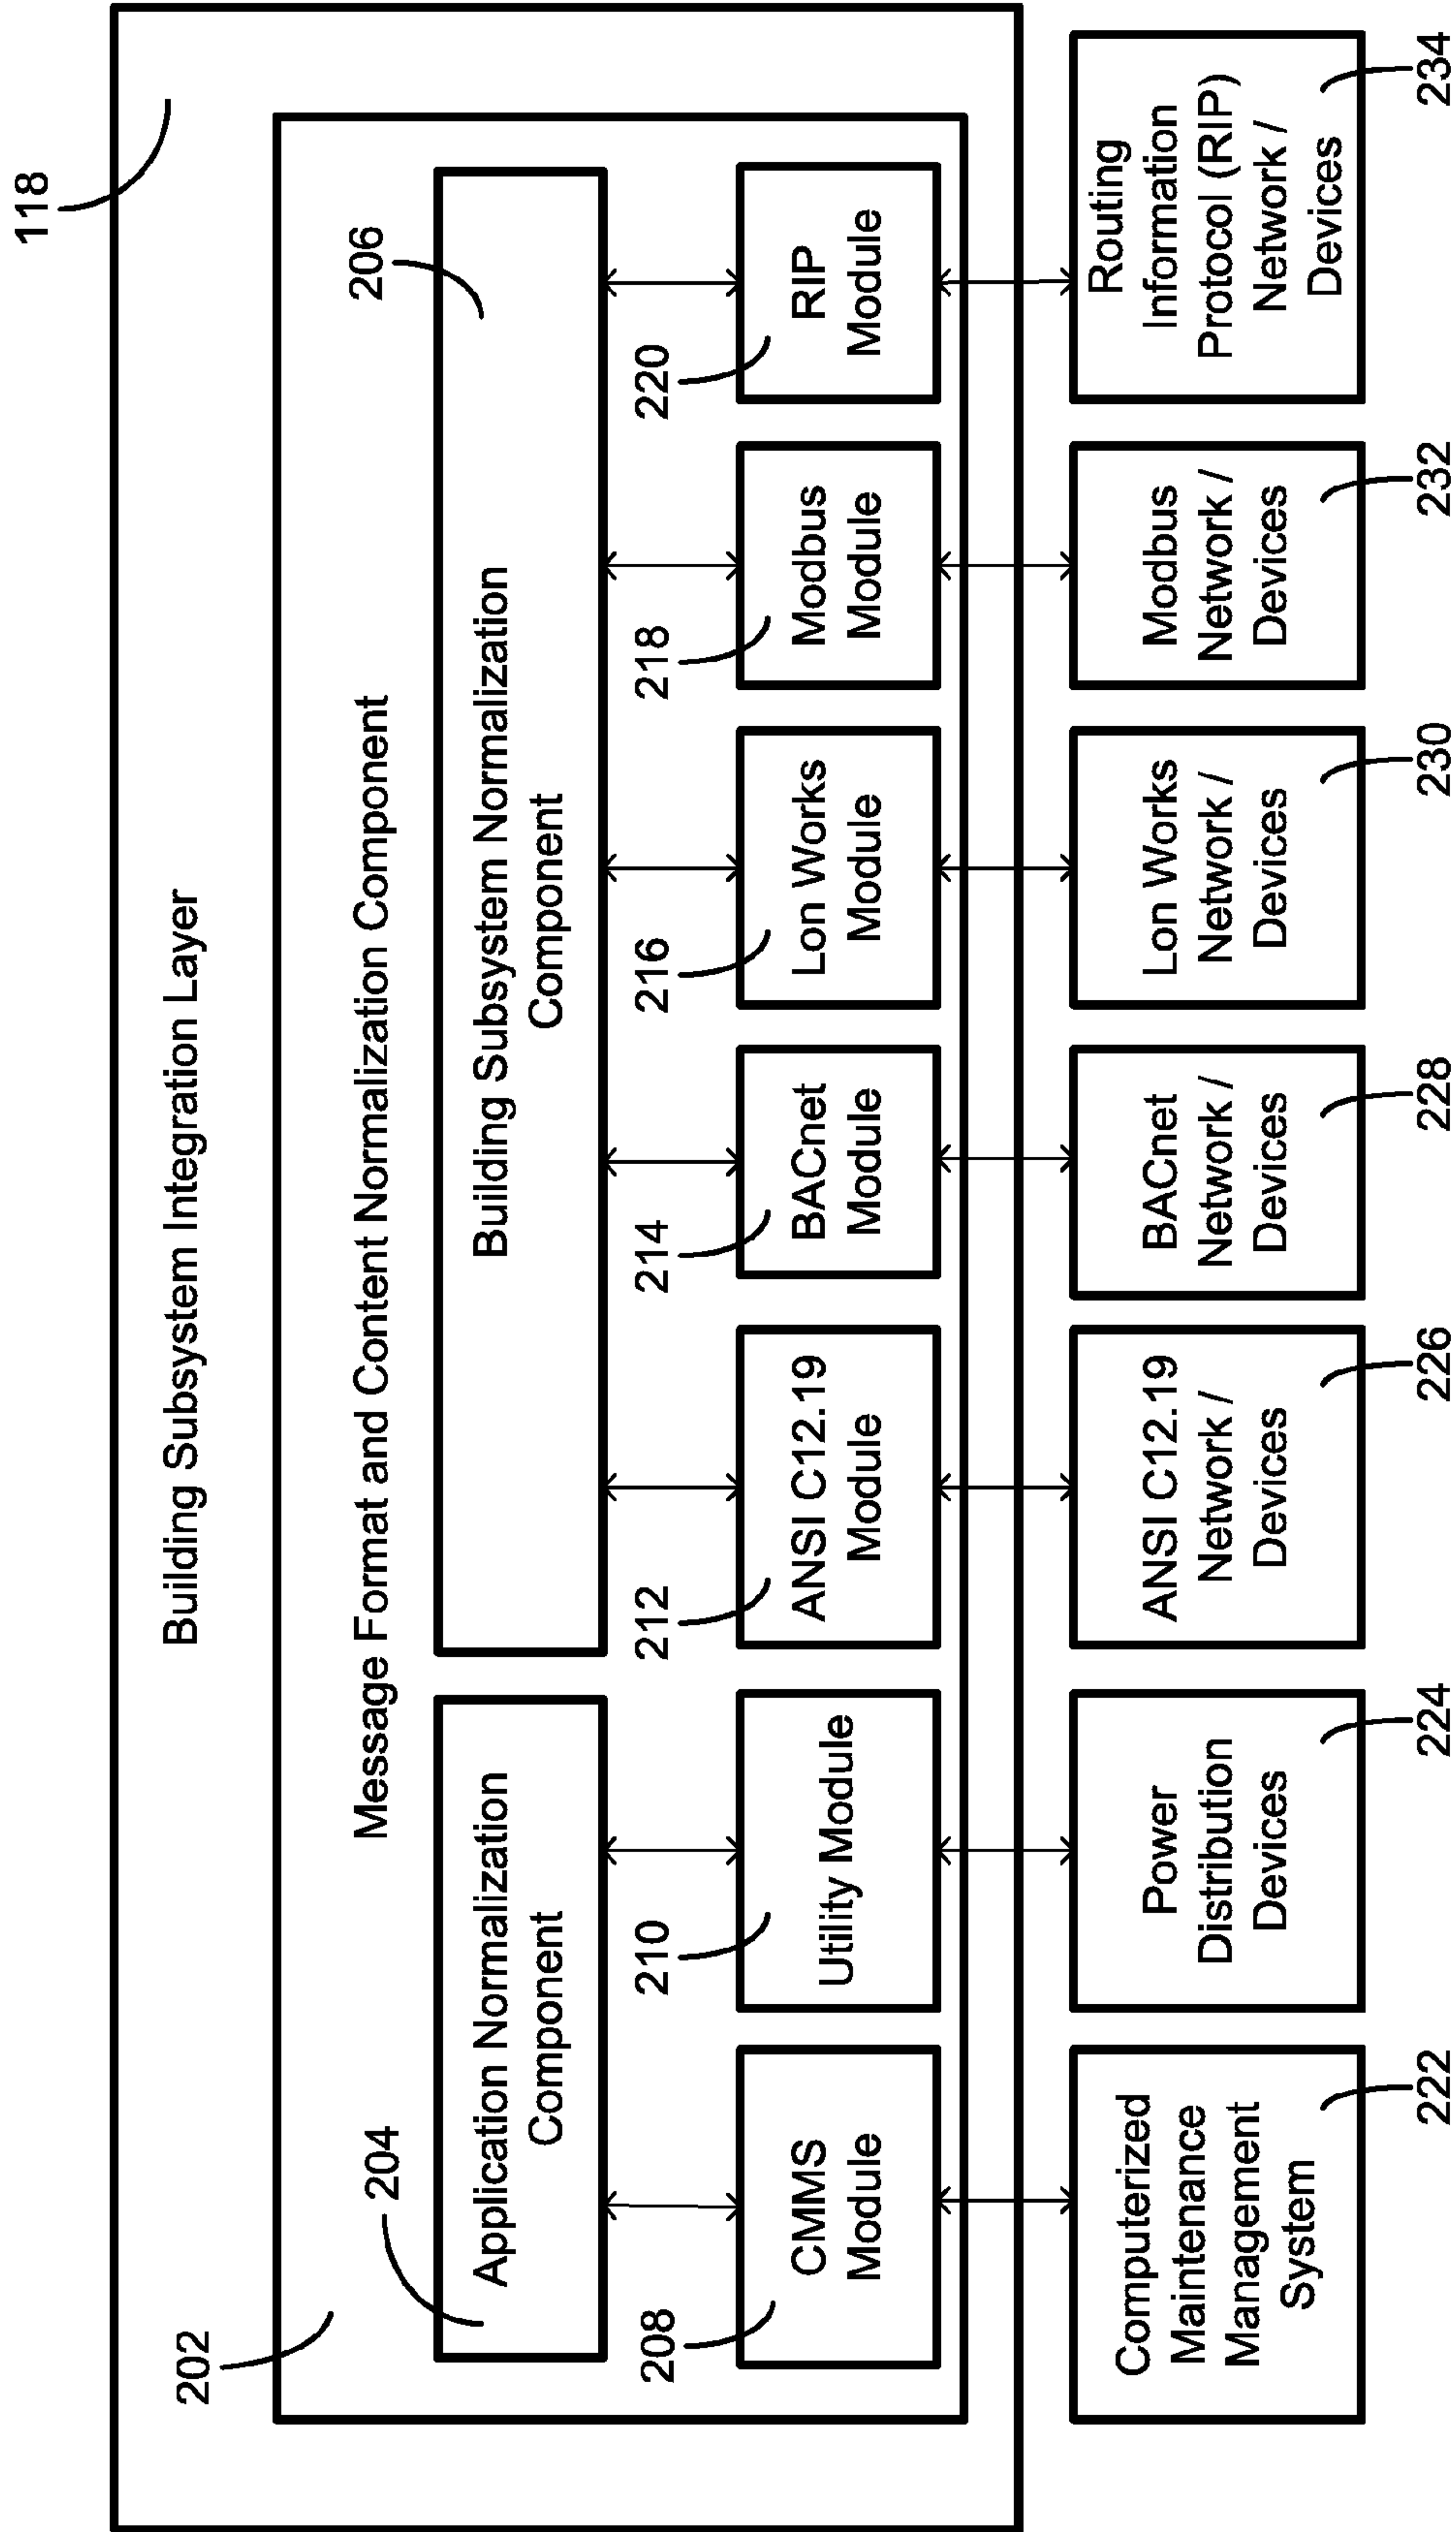 118
Building Subsystem Integration Layer
202
Message Format and Content Normalization Component
204
Application Normalization
Component
206
Building Subsystem Normalization
Component
208
CMMS
Module
210
Utility Module
212
ANSI C12.19
Module
214
BACnet
Module
216
Lon Works
Module
218
Modbus
Module
220
RIP
Module
Computerized
Maintenance
Management
System
222
Power
Distribution
Devices
224
ANSI C12.19
Network /
Devices
226
BACnet
Network /
Devices
228
Lon Works
Network /
Devices
230
Modbus
Network /
Devices
232
Routing
Information
Protocol (RIP)
Network /
Devices
234